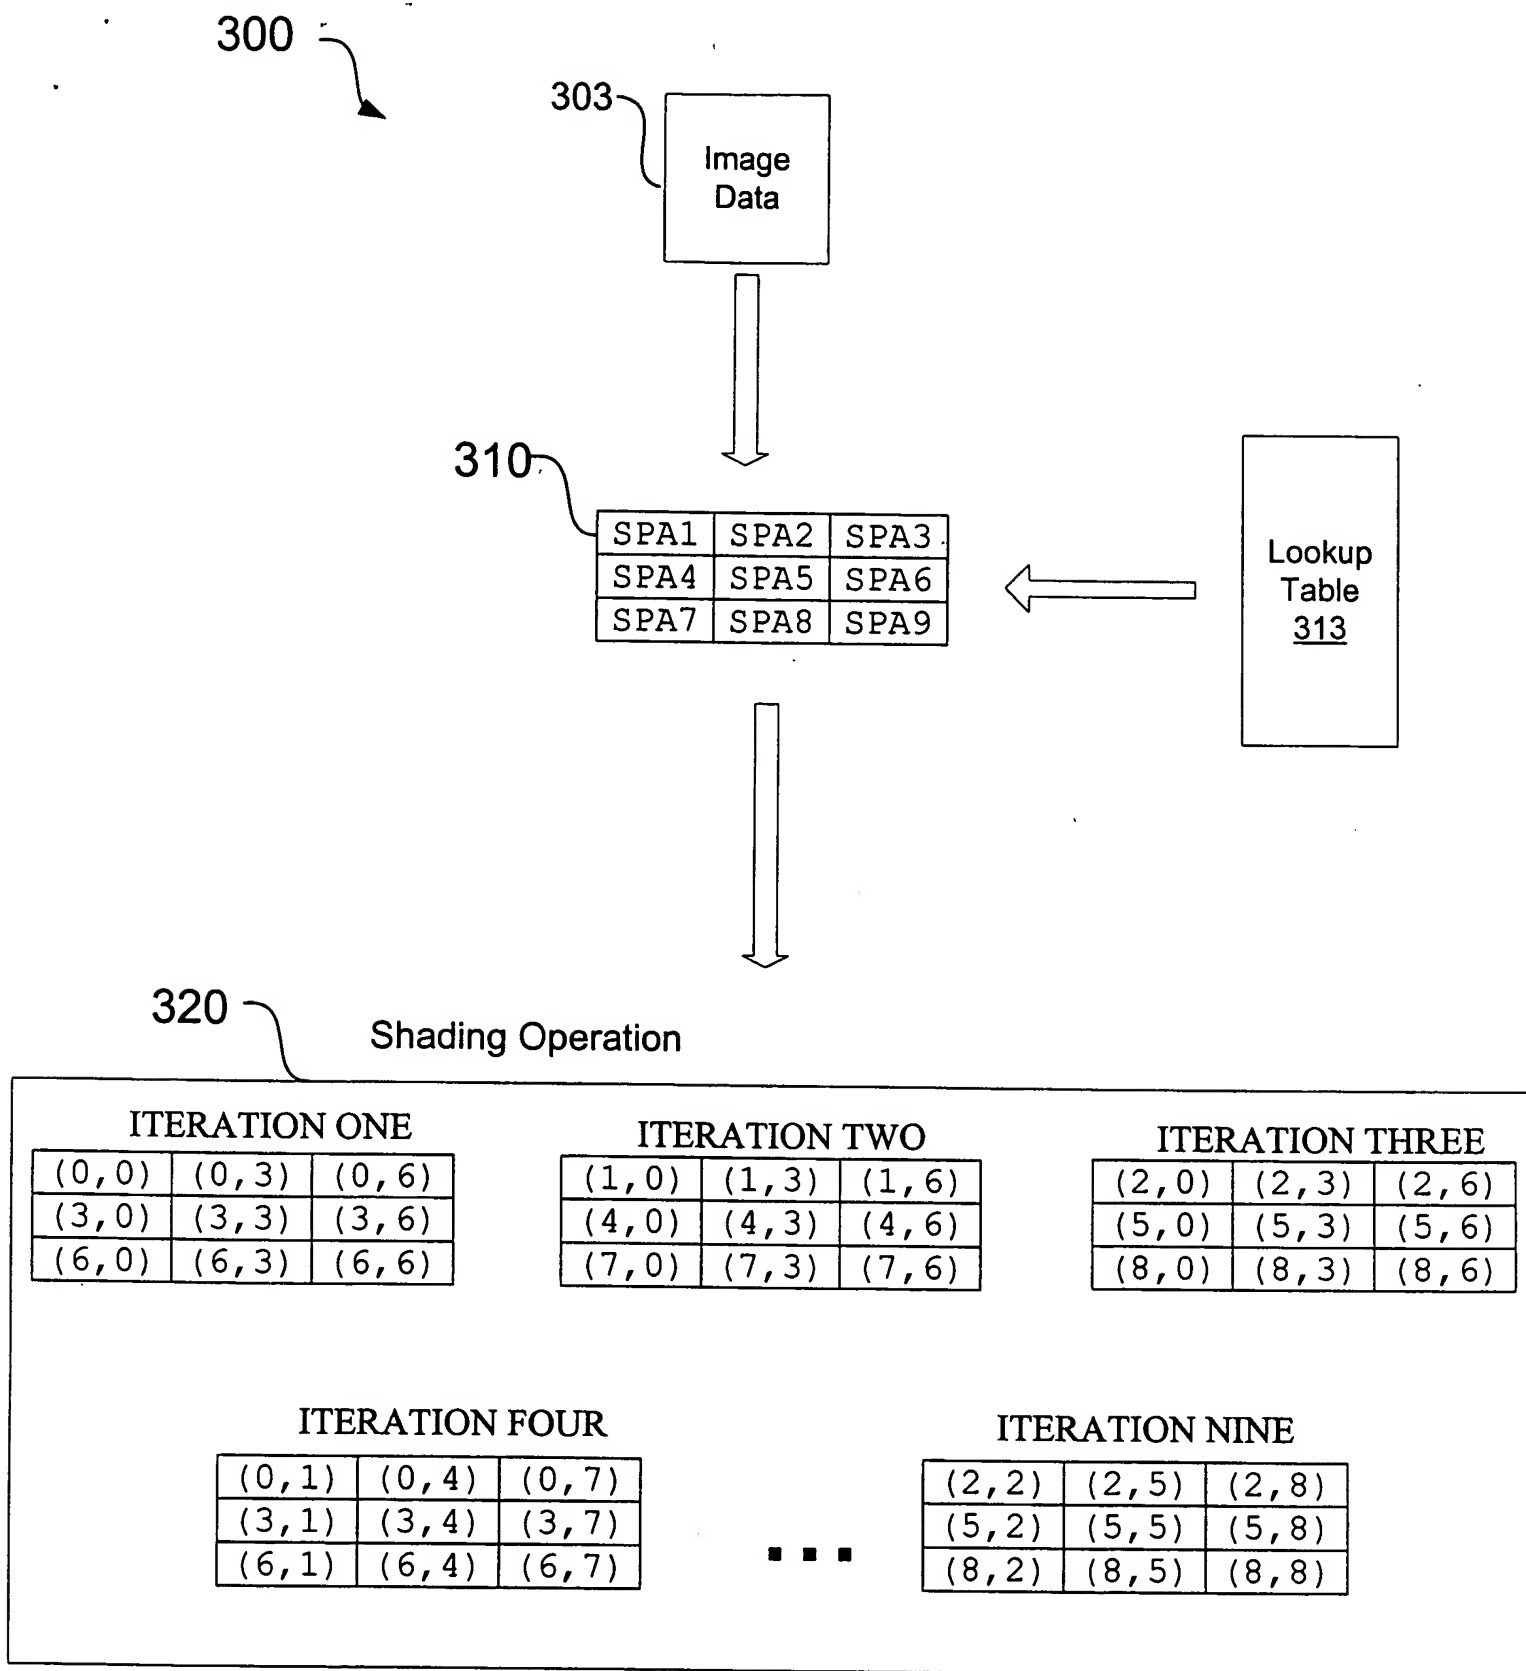 300
303
Image
Data
310
SPA1 SPA2 SPA3
SPA4 SPA5 SPA6
SPA7 SPA8 SPA9
Lookup
Table
313
320
Shading Operation
ITERATION ONE
(0,0) (0,3) (0,6)
(3,0) (3,3) (3,6)
(6,0) (6,3) (6,6)
ITERATION TWO
(1,0) (1,3) (1,6)
(4,0) (4,3) (4,6)
(7,0) (7,3) (7,6)
ITERATION THREE
(2,0) (2,3) (2,6)
(5,0) (5,3) (5,6)
(8,0) (8,3) (8,6)
ITERATION FOUR
(0,1) (0,4) (0,7)
(3,1) (3,4) (3,7)
(6,1) (6,4) (6,7)
...
ITERATION NINE
(2,2) (2,5) (2,8)
(5,2) (5,5) (5,8)
(8,2) (8,5) (8,8)